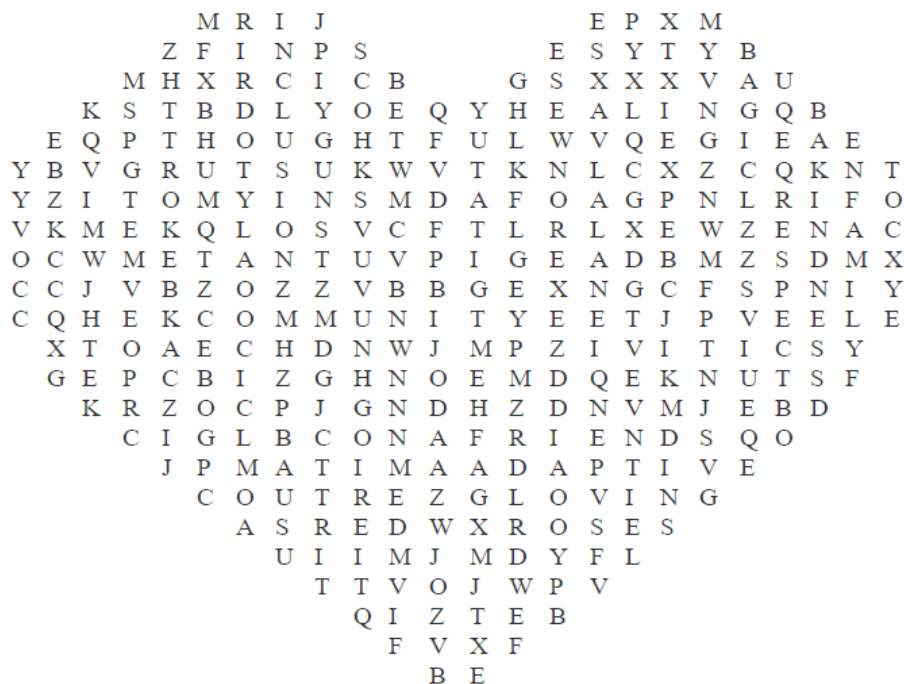 M R I J E P X M
Z F I N P S E S Y T Y B
M H X R C I C B G S X X X V A U
K S T B D L Y O E Q Y H E A L I N G Q B
E Q P T H O U G H T F U L W V Q E G I E A E
Y B V G R U T S U K W V T K N L C X Z C Q K N T
Y Z I T O M Y I N S M D A F O A G P N L R I F O
V K M E K Q L O S V C F T L R L X E W Z E N A C
O C W M E T A N T U V P I G E A D B M Z S D M X
C C J V B Z O Z Z V B B G E X N G C F S P N I Y
C Q H E K C O M M U N I T Y E E T J P V E E L E
X T O A E C H D N W J M P Z I V I T I C S Y
G E P C B I Z G H N O E M D Q E K N U T S F
K R Z O C P J G N D H Z D N V M J E B D
C I G L B C O N A F R I E N D S Q O
J P M A T I M A A D A P T I V E
C O U T R E Z G L O V I N G
A S R E D W X R O S E S
U I I M J M D Y F L
T T V O J W P V
Q I Z T E B
F V X F
B E